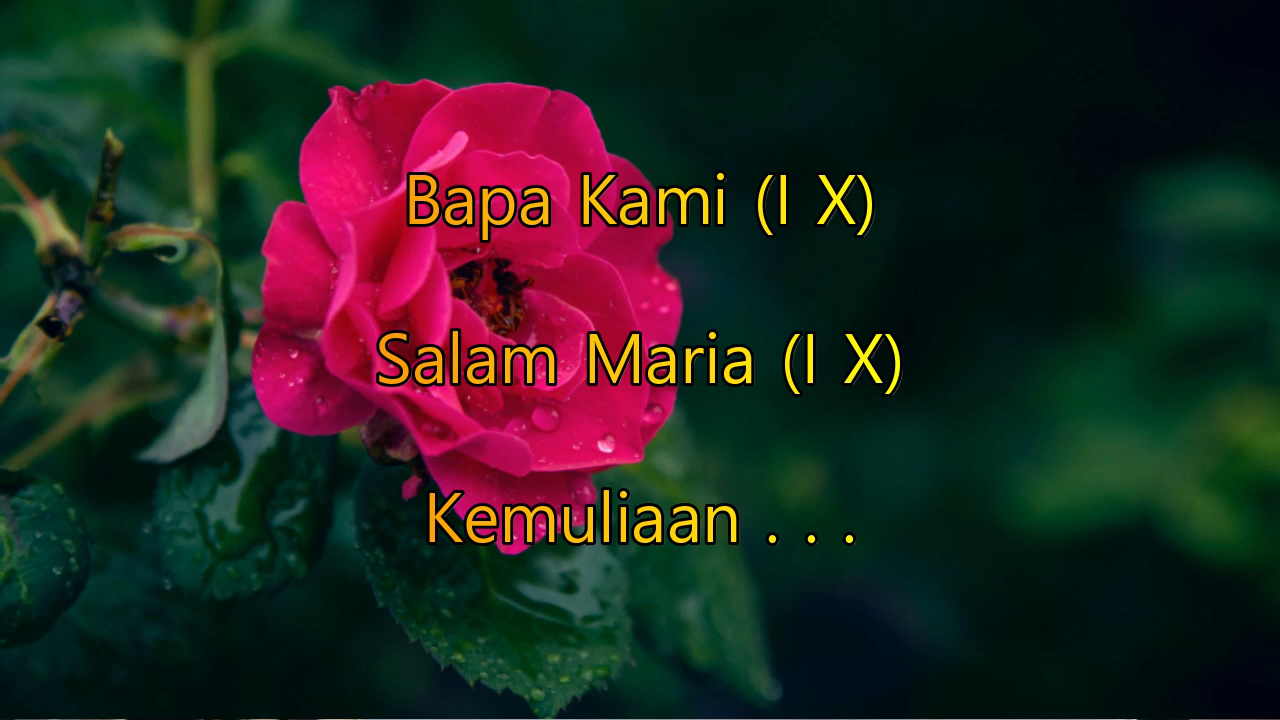 Bapa Kami (I X)
Salam Maria (I X)
Kemuliaan . . .